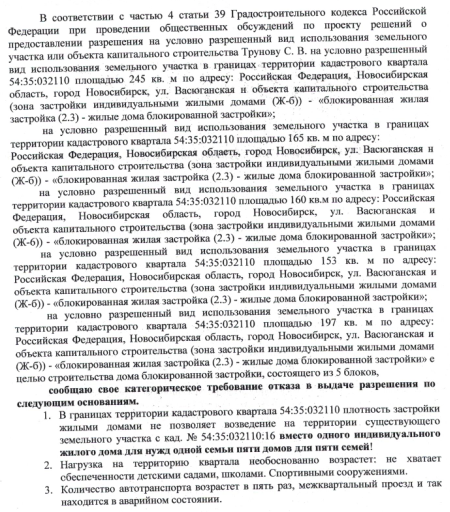 В соответствии с частью 4 статьи 39 Градостроительного кодекса Российской
Федерации при проведении общественных обсуждений по проекту решений о
предоставлении разрешения на условно разрешенный вид использования земельного
участка или объекта капитального строительства Трунову С. В. на условно разрешенный
вид использования земельного участка в границах территории кадастрового квартала
54:35:032110 площадью 245 кв. м по адресу: Российская Федерация, Новосибирская
область, город Новосибирск, ул. Васюганская и объекта капитального строительства
(зона застройки индивидуальными жилыми домами (Ж-6)) - «блокированная жилая
застройка (2.3) - жилые дома блокированной застройки»;
на условно разрешенный вид использования земельного участка в границах
территории кадастрового квартала 54:35:032110 площадью 165 кв. м по адресу:
Российская Федерация, Новосибирская область, город Новосибирск, ул. Васюганская и
объекта капитального строительства (зона застройки индивидуальными жилыми домами
(Ж-6)) - «блокированная жилая застройка (2.3) - жилые дома блокированной застройки»;
на условно разрешенный вид использования земельного участка в границах
территории кадастрового квартала 54:35:032110 площадью 160 кв.м по адресу: Российская
Федерация, Новосибирская область, город Новосибирск, ул. Васюганская и
объекта капитального строительства (зона застройки индивидуальными жилыми домами
(Ж-6)) - «блокированная жилая застройка (2.3) - жилые дома блокированной застройки»;
на условно разрешенный вид использования земельного участка в границах
территории кадастрового квартала 54:35:032110 площадью 153 кв. м по адресу:
Российская Федерация, Новосибирская область, город Новосибирск, ул. Васюганская и
объекта капитального строительства (зона застройки индивидуальными жилыми домами
(Ж-6)) - «блокированная жилая застройка (2.3) - жилые дома блокированной застройки»;
на условно разрешенный вид использования земельного участка в границах
территории кадастрового квартала 54:35:032110 площадью 197 кв. м по адресу:
Российская Федерация, Новосибирская область, город Новосибирск, ул. Васюганская и
объекта капитального строительства (зона застройки индивидуальными жилыми домами
(Ж-6)) - «блокированная жилая застройка (2.3) - жилые дома блокированной застройки» с
целью строительства дома блокированной застройки, состоящего из 5 блоков,
сообщаю свое категорическое требование отказа в выдаче разрешения по
следующим основаниям.
1. В границах территории кадастрового квартала 54:35:032110 плотность застройки
жилыми домами не позволяет возведение на территории существующего
земельного участка с кад. № 54:35:032110:16 вместо одного индивидуального
жилого дома для нужд одной семьи пяти домов для пяти семей!
2. Нагрузка на территорию квартала необоснованно возрастет: не хватает
обеспеченности детскими садами, школами. Спортивными сооружениями.
3. Количество автотранспорта возрастет в пять раз, межквартальный проезд и так
находится в аварийном состоянии.